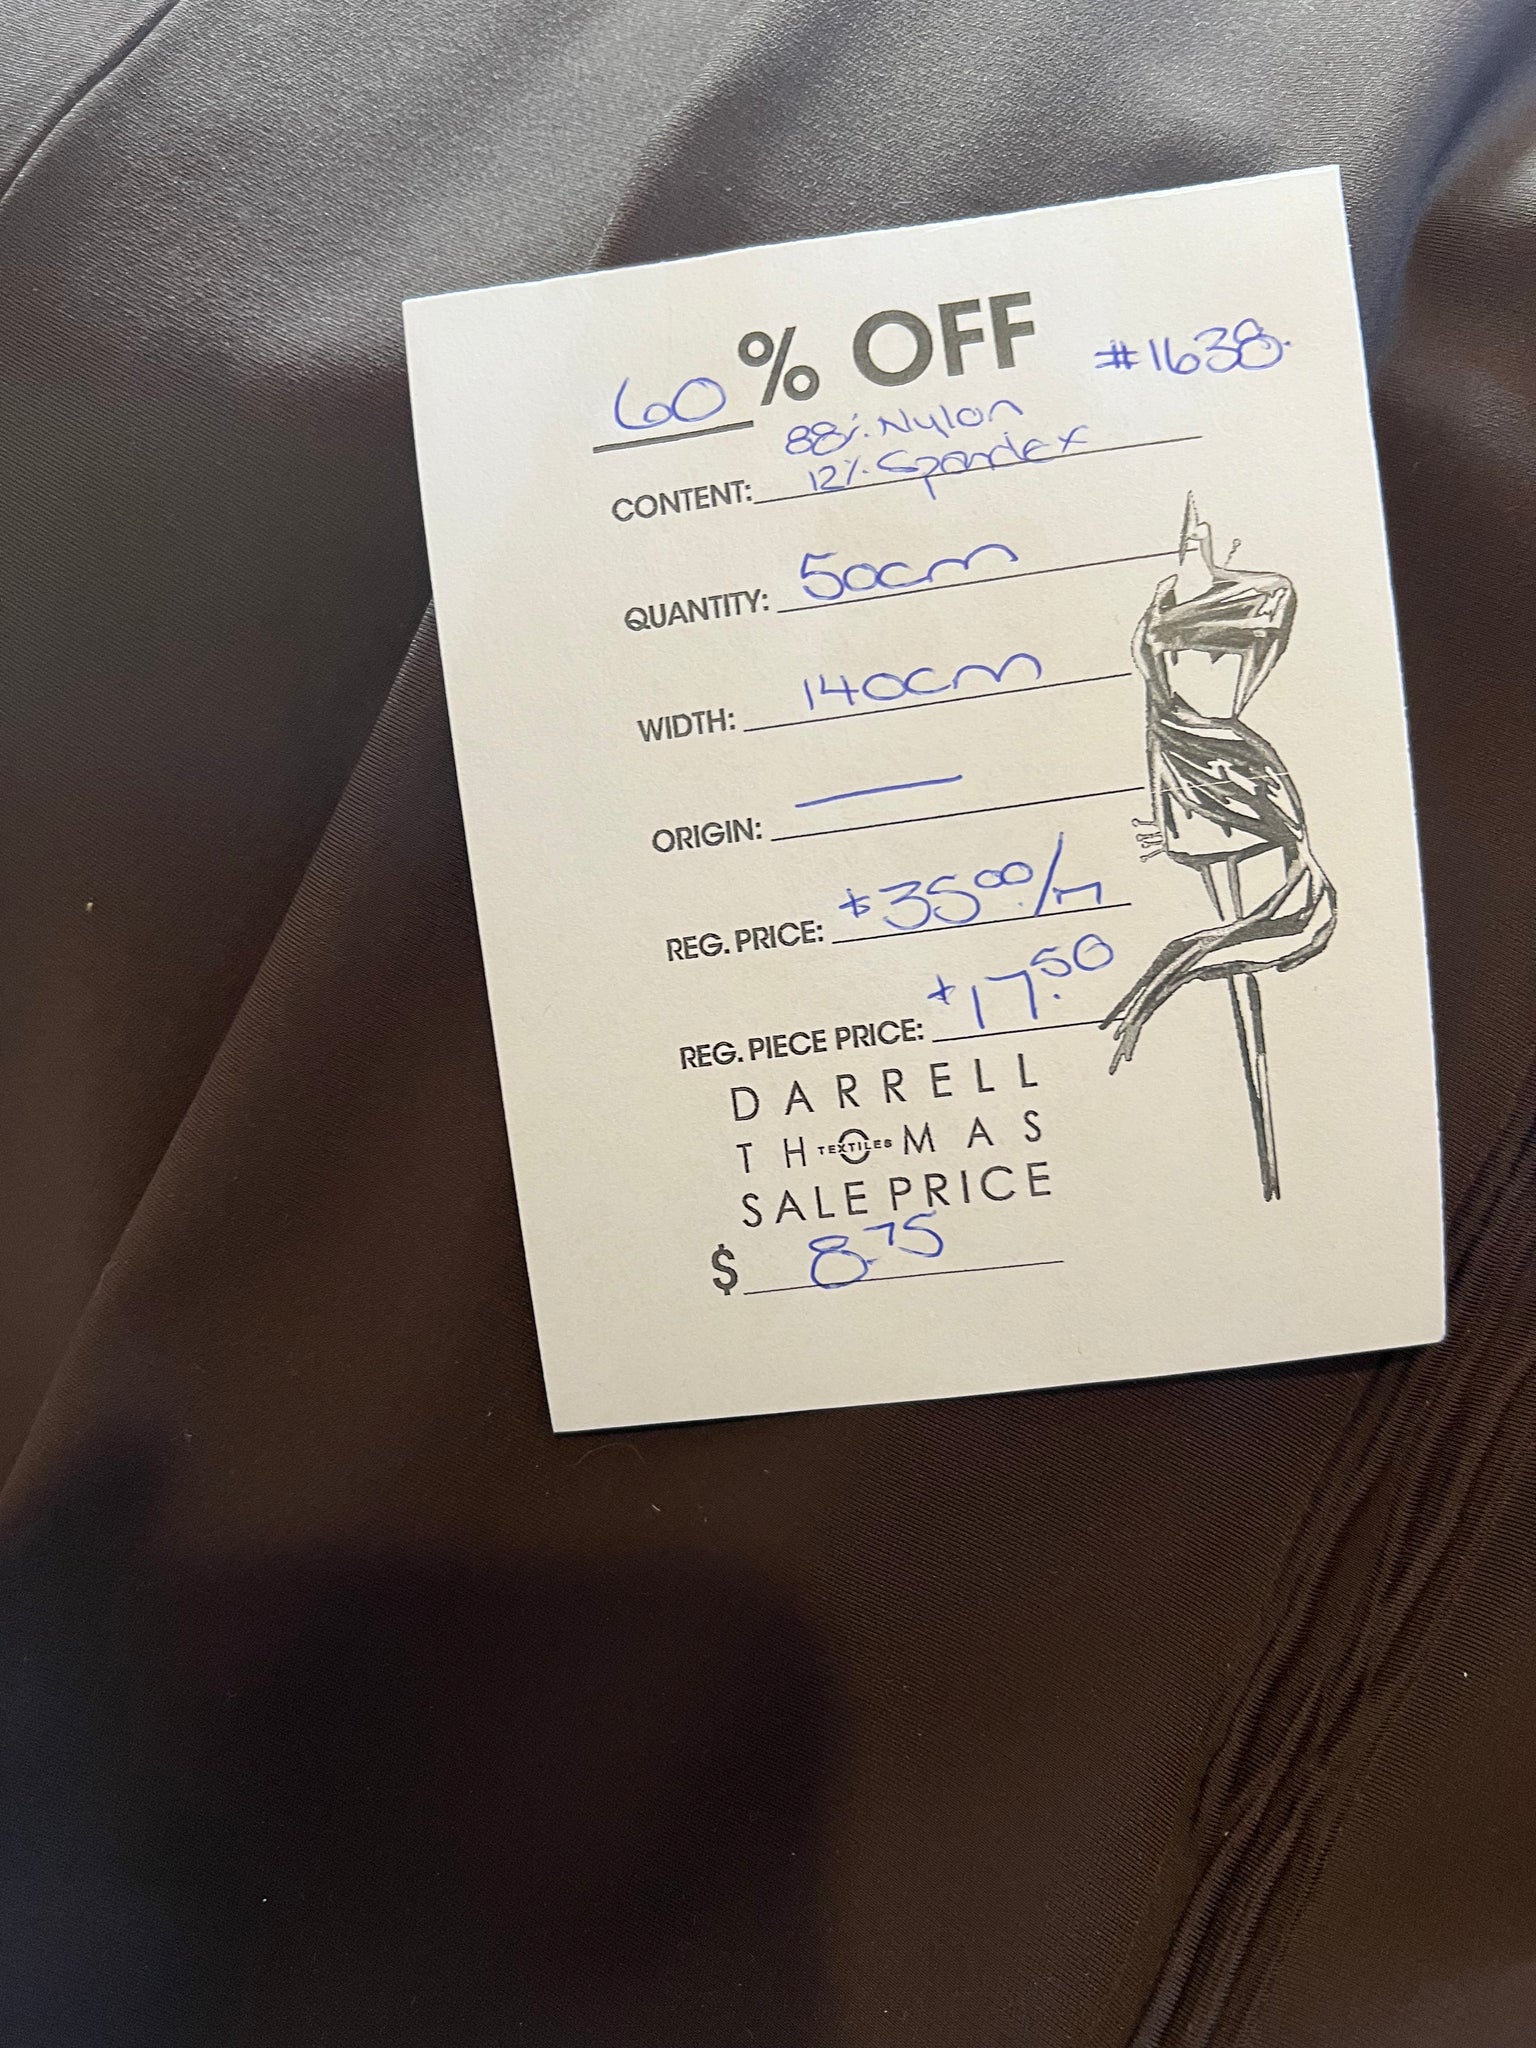 60 % OFF #1638.
88% Nylon
CONTENT: 12% Spandex
QUANTITY: 50cm
WIDTH: 140cm
ORIGIN: —
REG. PRICE: $35.00/m
REG. PIECE PRICE: $17.50
DARRELL
THOMAS
TEXTILES
SALE PRICE
$ 8.75